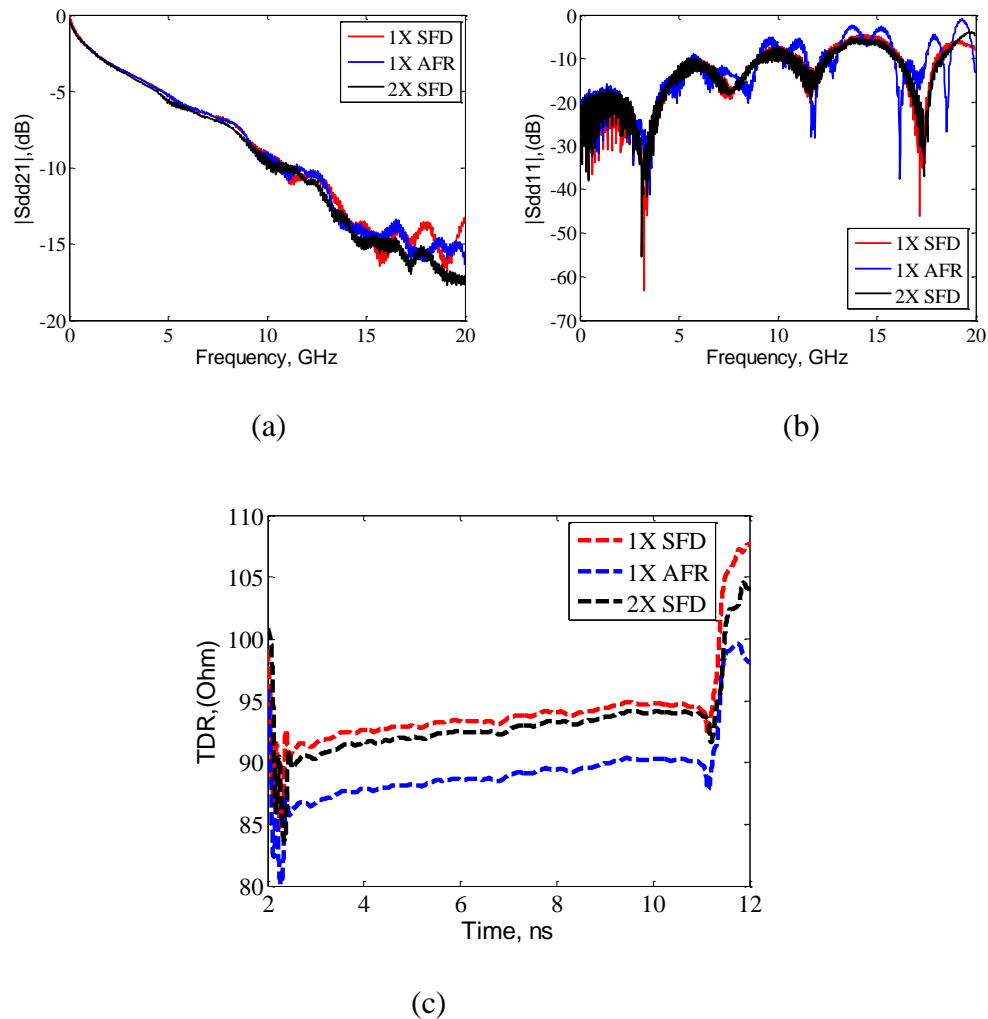 0
-5
-10
-15
-20
0 5 10 15 20
|Sdd21|,(dB)
Frequency, GHz
1X SFD
1X AFR
2X SFD
(a)
0
-10
-20
-30
-40
-50
-60
-70
0 5 10 15 20
|Sdd11|,(dB)
Frequency, GHz
1X SFD
1X AFR
2X SFD
(b)
110
105
100
95
90
85
80
2 4 6 8 10 12
TDR,(Ohm)
Time, ns
1X SFD
1X AFR
2X SFD
(c)